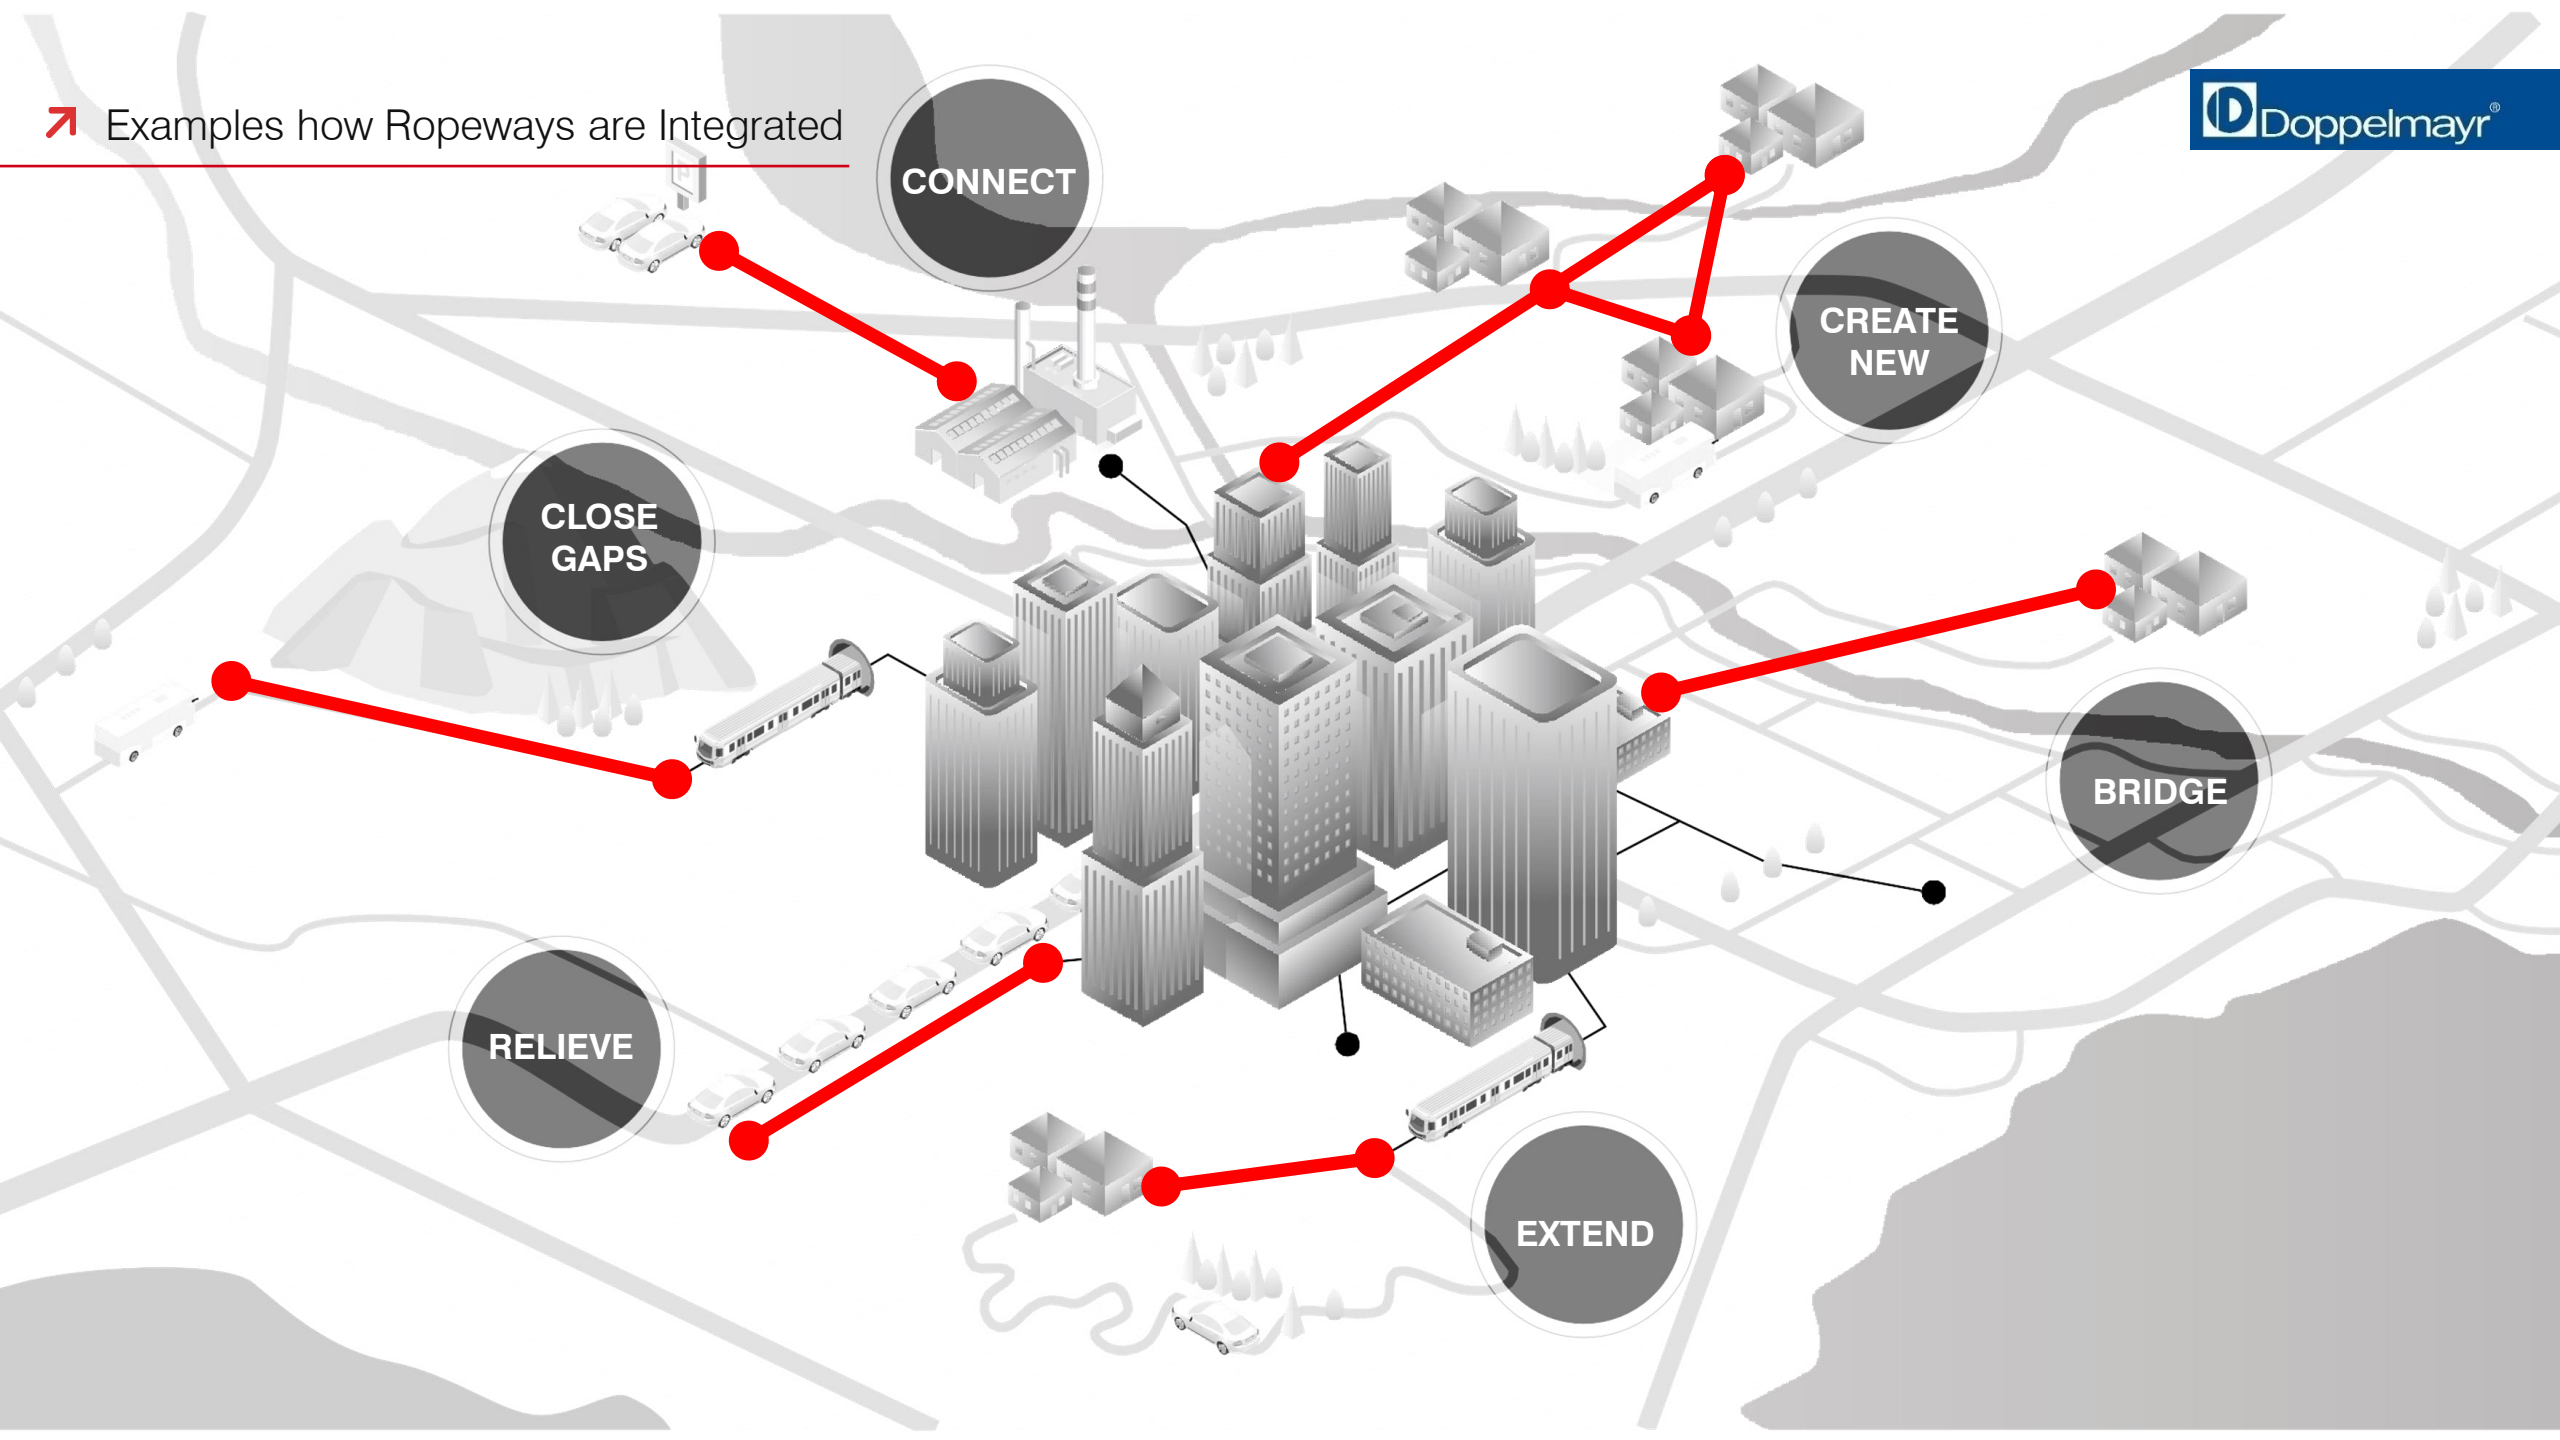 Examples how Ropeways are Integrated
Doppelmayr®
CONNECT
P
CREATE
NEW
CLOSE
GAPS
BRIDGE
RELIEVE
EXTEND